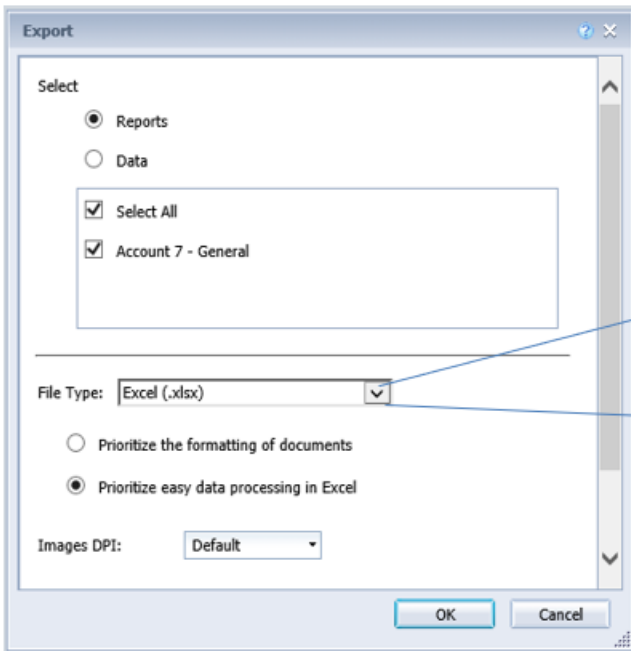 Export
Select
Reports
Data
Select All
Account 7 - General
File Type: Excel (.xlsx)
Prioritize the formatting of documents
Prioritize easy data processing in Excel
Images DPI: Default
OK Cancel